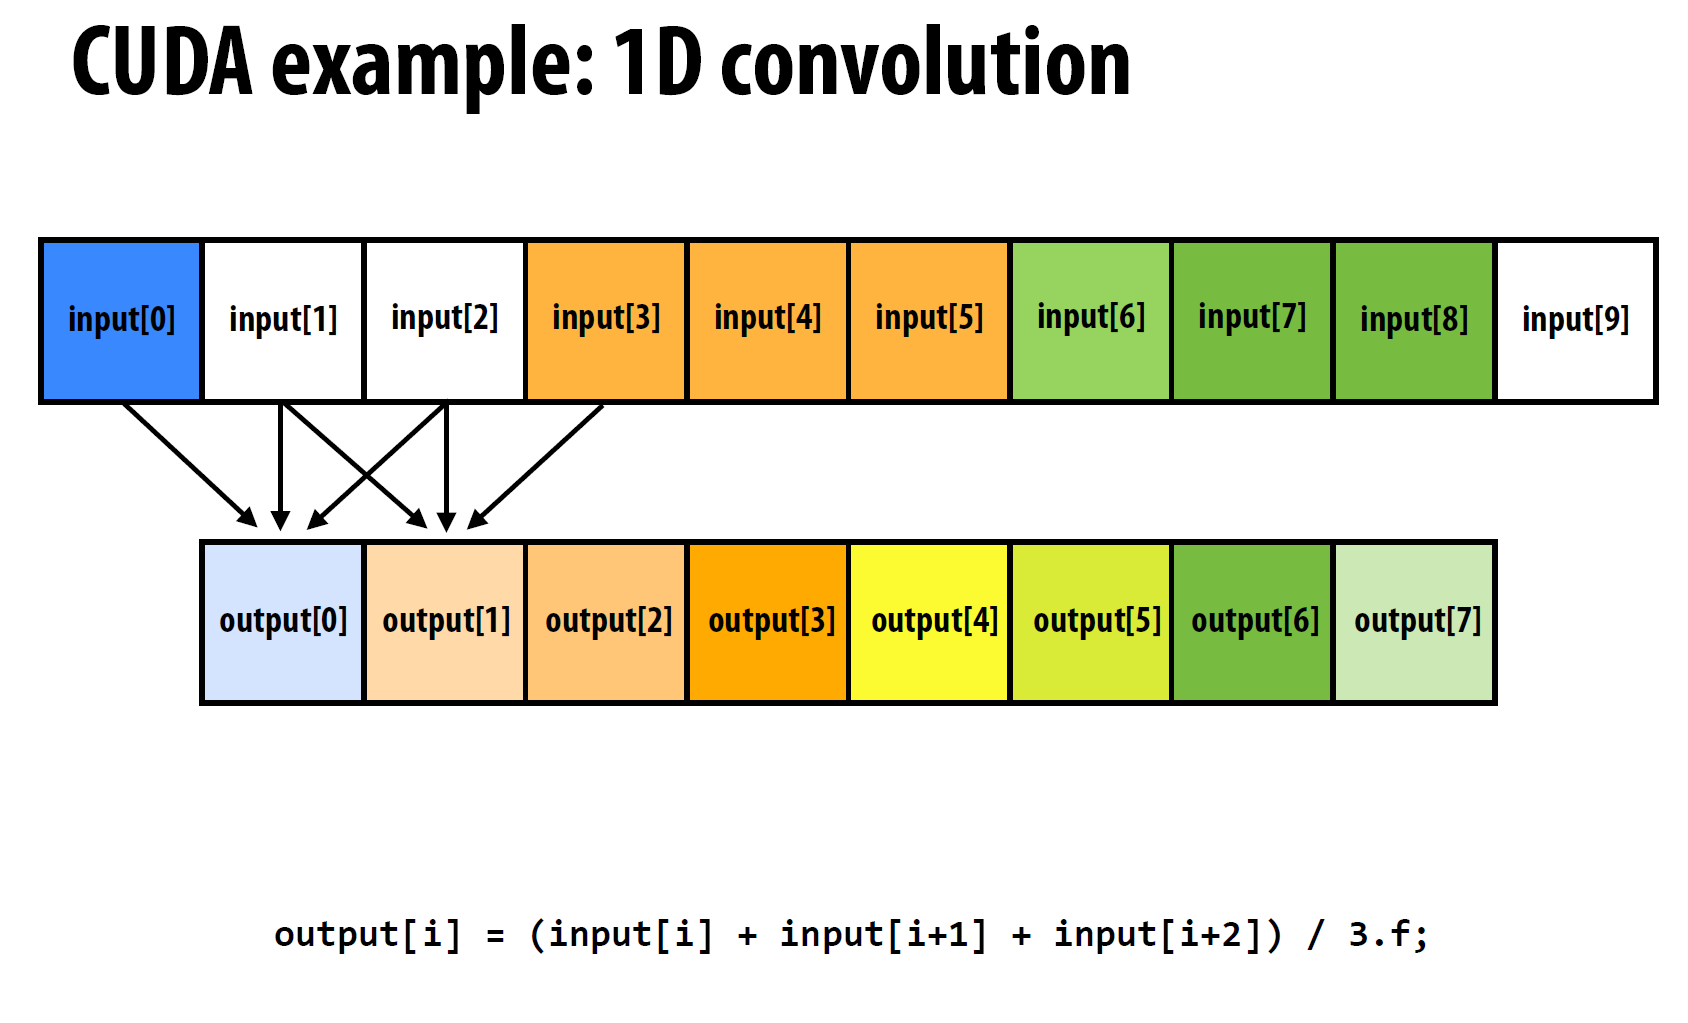 CUDA example: 1D convolution
input[0] input[1] input[2] input[3] input[4] input[5] input[6] input[7] input[8] input[9]
output[0] output[1] output[2] output[3] output[4] output[5] output[6] output[7]
output[i] = (input[i] + input[i+1] + input[i+2]) / 3.f;